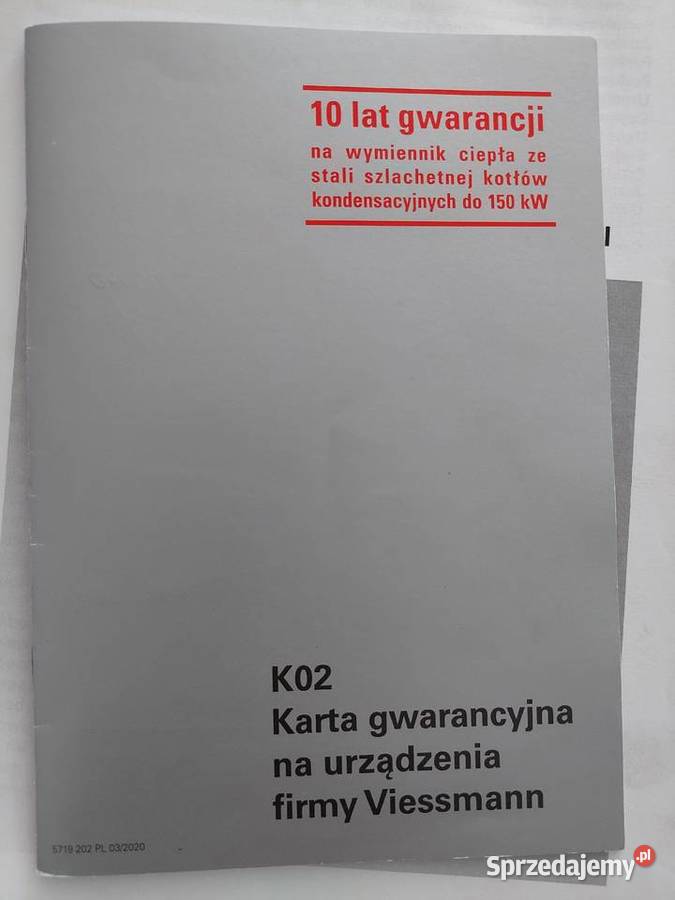 10 lat gwarancji
na wymiennik ciepła ze
stali szlachetnej kotłów
kondensacyjnych do 150 kW
K02
Karta gwarancyjna
na urządzenia
firmy Viessmann
5719 202 PL 03/2020
Sprzedajemy.pl